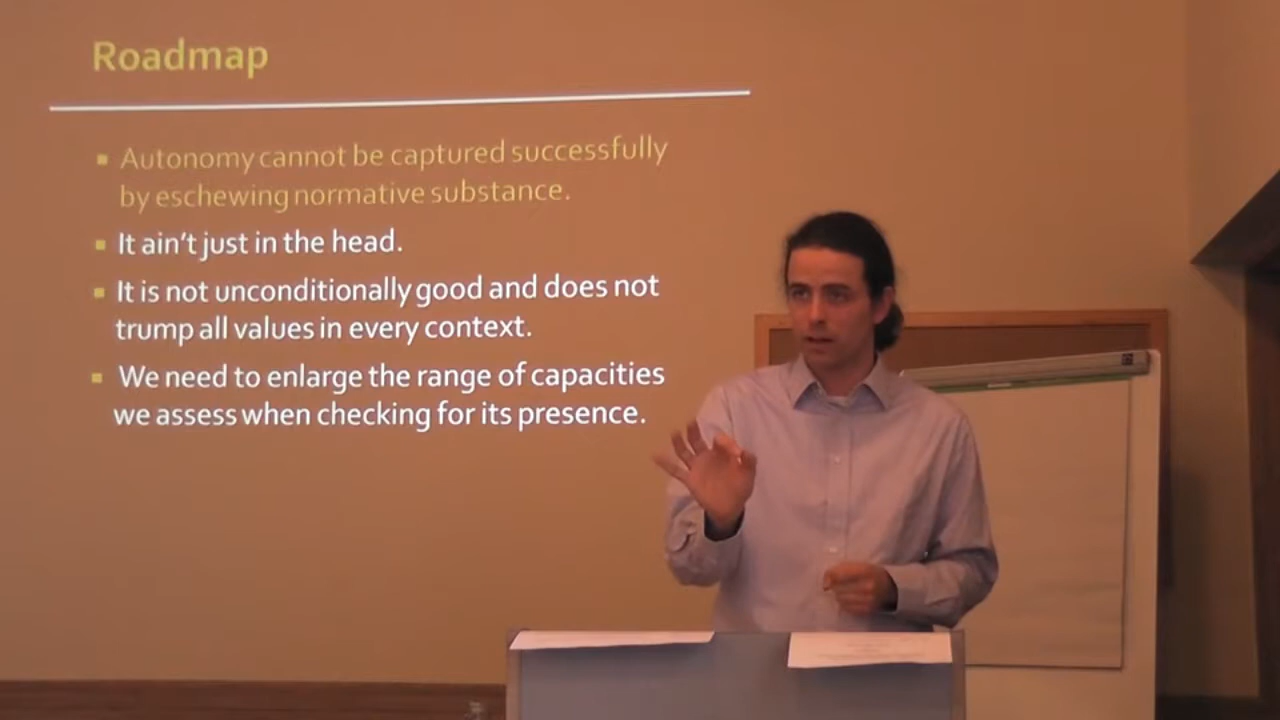 Roadmap
Autonomy cannot be captured successfully
by eschewing normative substance.
It ain't just in the head.
It is not unconditionally good and does not
trump all values in every context.
We need to enlarge the range of capacities
we assess when checking for its presence.